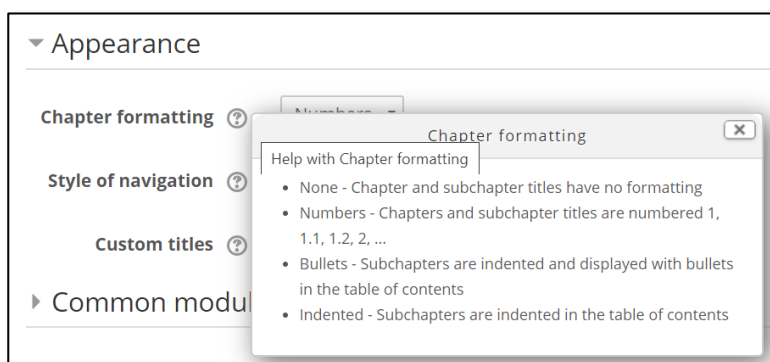 Appearance
Chapter formatting
Numbers
Chapter formatting
Help with Chapter formatting
Style of navigation
Custom titles
• None - Chapter and subchapter titles have no formatting
• Numbers - Chapters and subchapter titles are numbered 1,
1.1, 1.2, 2, ...
• Bullets - Subchapters are indented and displayed with bullets
in the table of contents
• Indented - Subchapters are indented in the table of contents
Common modul